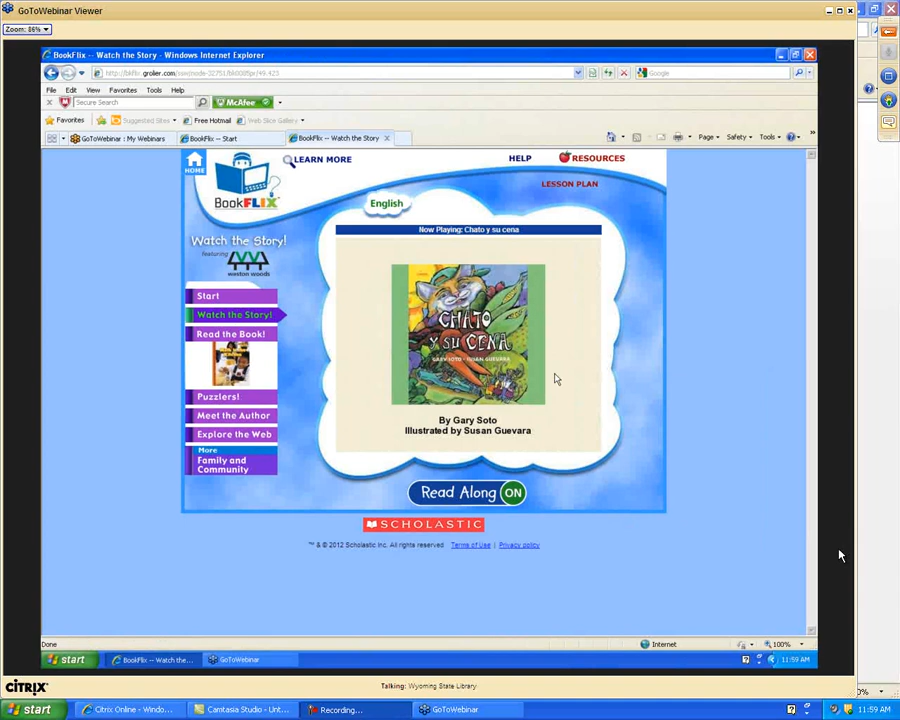 GoToWebinar Viewer
Zoom: 86%
BookFlix -- Watch the Story - Windows Internet Explorer
File Edit View Favorites Tools Help
Google
Secure Search
McAfee
Favorites
Suggested Sites
Free Hotmail
Web Slice Gallery
GoToWebinar : My Webinars
BookFlix -- Start
BookFlix -- Watch the Story
Page
Safety
Tools
HOME
LEARN MORE
HELP
RESOURCES
LESSON PLAN
BookFLIX
English
Now Playing: Chato y su cena
Watch the Story!
featuring
weston woods
Start
Watch the Story!
Read the Book!
CHATO
Y SU CENA
GARY SOTO · SUSAN GUEVARA
Puzzlers!
Meet the Author
Explore the Web
More
Family and
Community
By Gary Soto
Illustrated by Susan Guevara
Read Along ON
SCHOLASTIC
™ & © 2012 Scholastic Inc. All rights reserved | Terms of Use | Privacy policy
Done
Internet
100%
start
BookFlix -- Watch the...
GoToWebinar
11:59 AM
CITRIX
Talking: Wyoming State Library
start
Citrix Online - Windo...
Camtasia Studio - Unt...
Recording...
GoToWebinar
11:59 AM